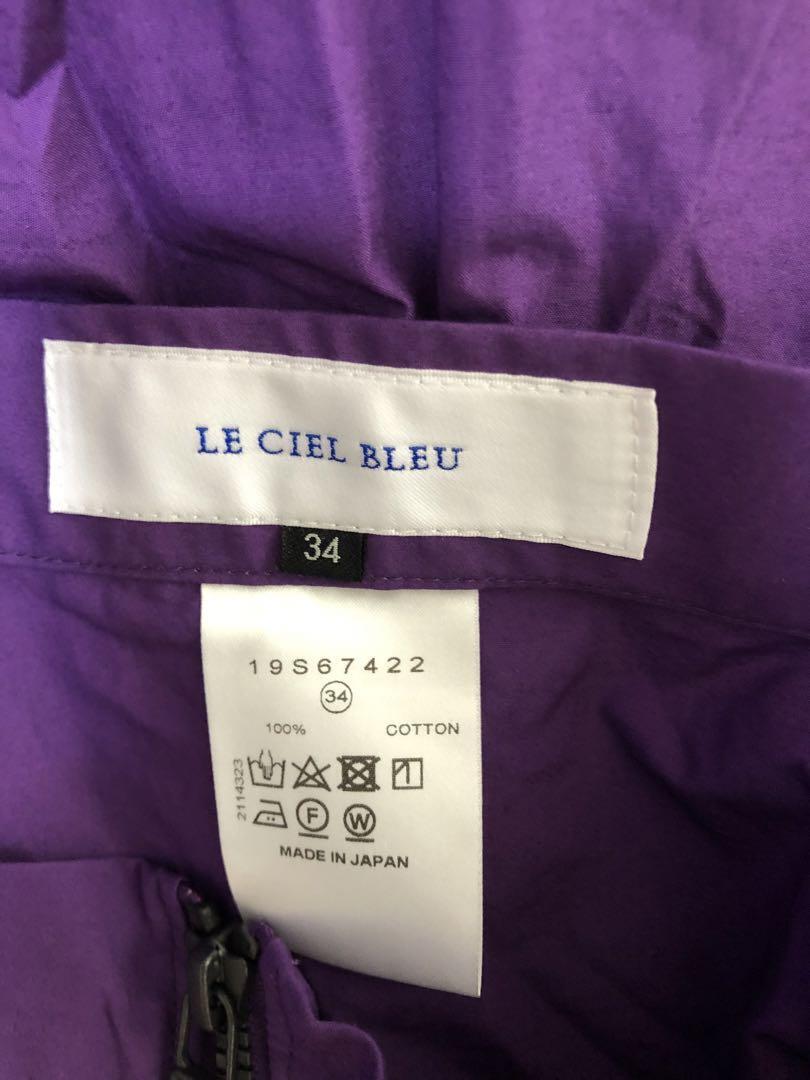 LE CIEL BLEU
34
19S67422
34
100% COTTON
2114323
F W
MADE IN JAPAN